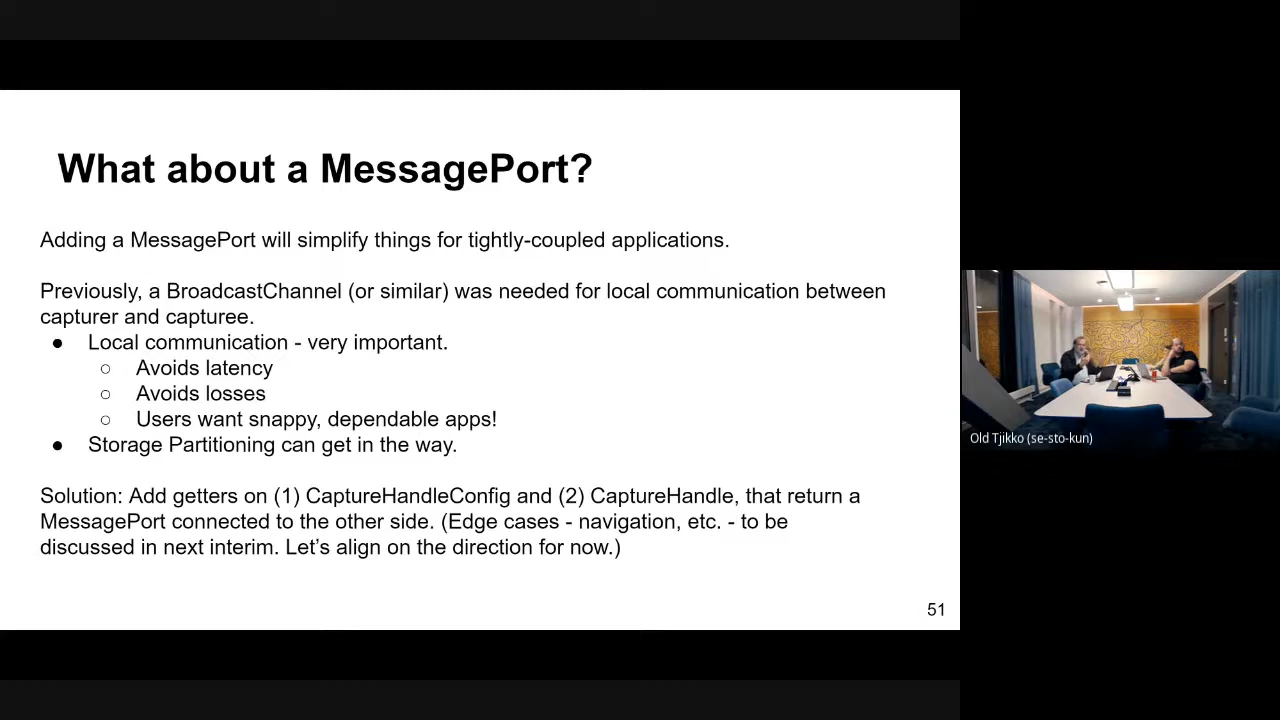 What about a MessagePort?
Adding a MessagePort will simplify things for tightly-coupled applications.
Previously, a BroadcastChannel (or similar) was needed for local communication between
capturer and capturee.
● Local communication - very important.
○ Avoids latency
○ Avoids losses
○ Users want snappy, dependable apps!
● Storage Partitioning can get in the way.
Solution: Add getters on (1) CaptureHandleConfig and (2) CaptureHandle, that return a
MessagePort connected to the other side. (Edge cases - navigation, etc. - to be
discussed in next interim. Let’s align on the direction for now.)
51
Old Tjikko (se-sto-kun)